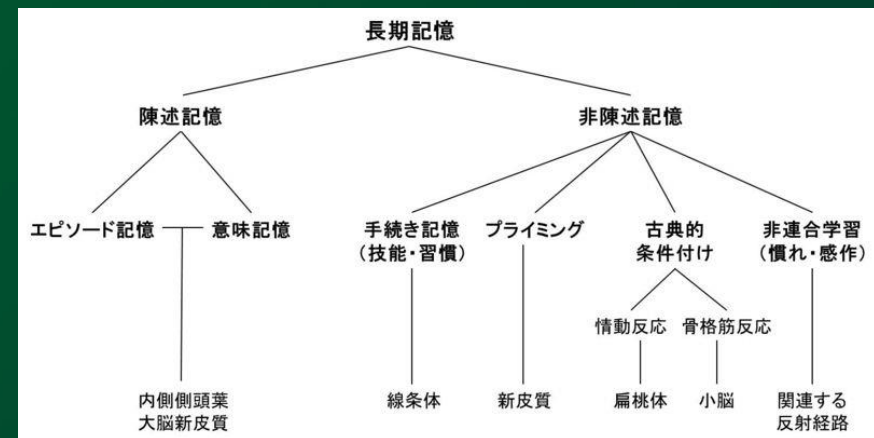 長期記憶
陳述記憶
非陳述記憶
エピソード記憶
意味記憶
手続き記憶
(技能・習慣)
プライミング
古典的
条件付け
非連合学習
(慣れ・感作)
情動反応
骨格筋反応
内側側頭葉
大脳新皮質
線条体
新皮質
扁桃体
小脳
関連する
反射経路